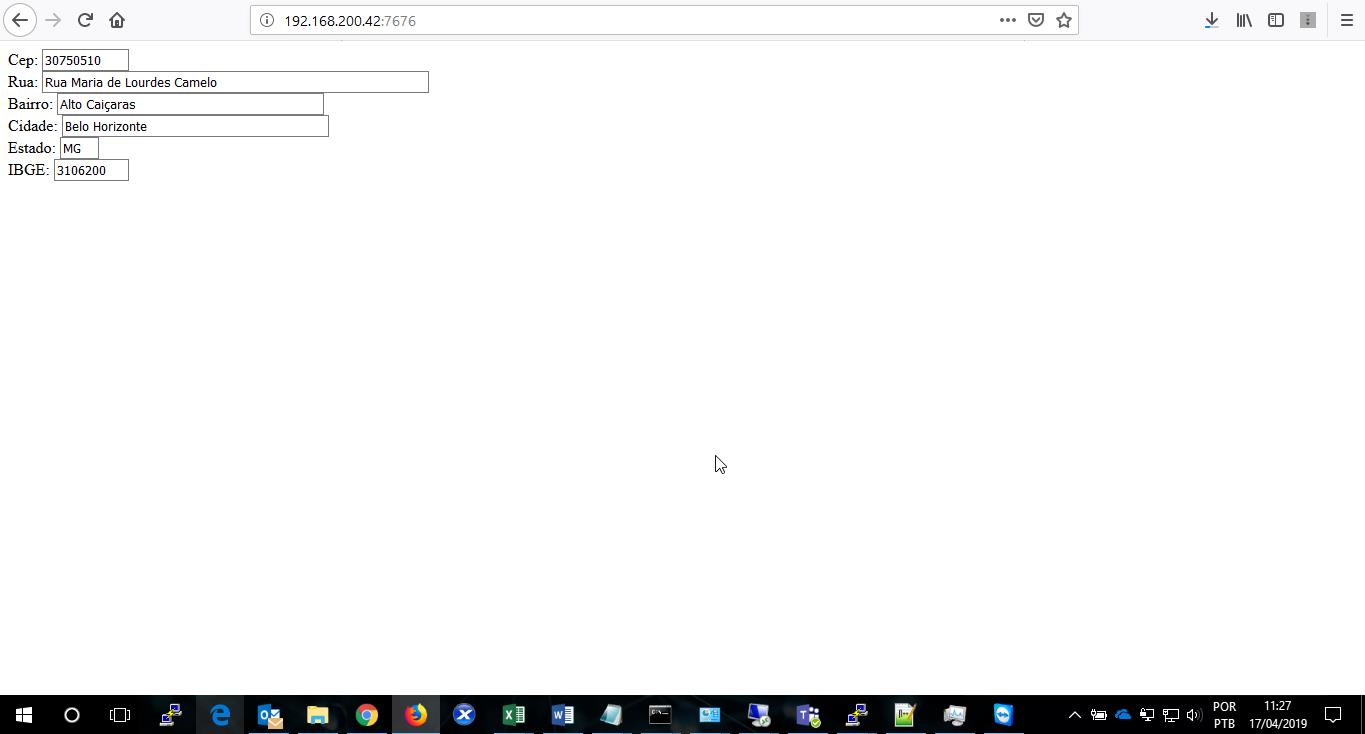 192.168.200.42:7676
Cep: 30750510
Rua: Rua Maria de Lourdes Camelo
Bairro: Alto Caiçaras
Cidade: Belo Horizonte
Estado: MG
IBGE: 3106200
POR 11:27
PTB 17/04/2019